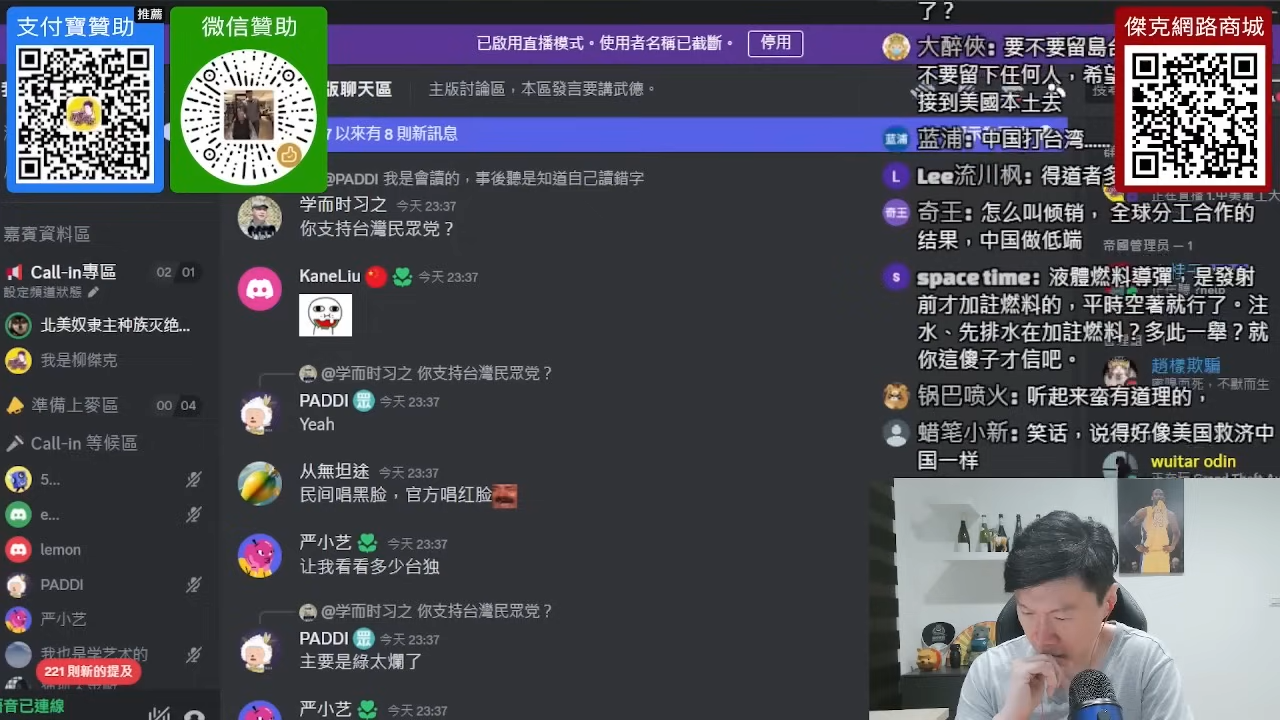 支付寶贊助
推薦
微信贊助
傑克網路商城
已啟用直播模式。使用者名稱已截斷。
停用
版聊天區
主版討論區，本區發言要講武德。
以來有 8 則新訊息
@PADDI 我是會讀的，事後聽是知道自己讀錯字
学而时习之 今天 23:37
你支持台灣民眾党？
KaneLiu 今天 23:37
@学而时习之 你支持台灣民眾党？
PADDI 眾 今天 23:37
Yeah
从無坦途 今天 23:37
民间唱黑脸，官方唱红脸
严小艺 今天 23:37
让我看看多少台独
@学而时习之 你支持台灣民眾党？
PADDI 眾 今天 23:37
主要是綠太爛了
严小艺 今天 23:37
嘉賓資料區
Call-in專區 02 01
設定頻道狀態
北美奴隶主种族灭绝...
我是柳傑克
準備上麥區 00 04
Call-in 等候區
5...
e...
lemon
PADDI
严小艺
我也是学艺术的
221 則新的提及
音已連線
了？
大醉俠: 要不要留島
不要留下任何人，希望
接到美國本土去
蓝浦
蓝浦: 中国打台湾......
L
Lee流川枫: 得道者
奇王
奇王: 怎么叫倾销， 全球分工合作的
结果，中国做低端
帝國管理员 — 1
s
space time: 液體燃料導彈，是發射
前才加註燃料的，平時空著就行了。注
水、先排水在加註燃料？多此一舉？就
你這傻子才信吧。
趙樣欺騙
锅巴喷火: 听起来蛮有道理的，
蜡笔小新: 笑话，说得好像美国救济中
国一样
wuitar odin